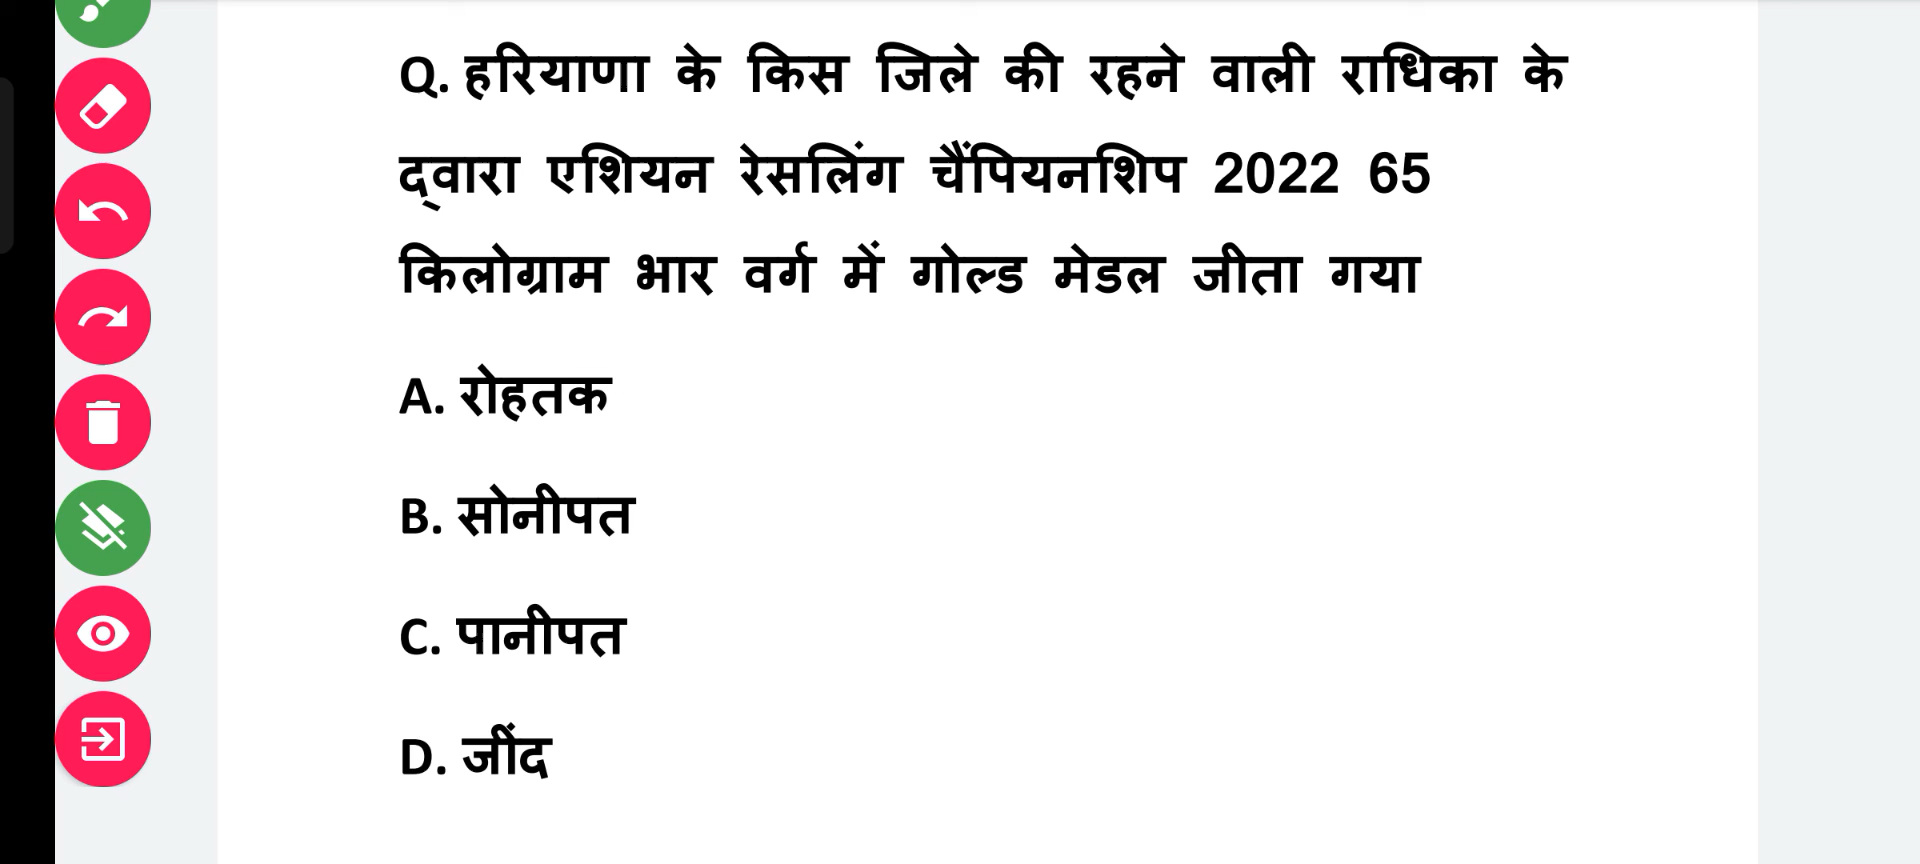 Q. हरियाणा के किस जिले की रहने वाली राधिका के
द्वारा एशियन रेसलिंग चैंपियनशिप 2022 65
किलोग्राम भार वर्ग में गोल्ड मेडल जीता गया
A. रोहतक
B. सोनीपत
C. पानीपत
D. जींद